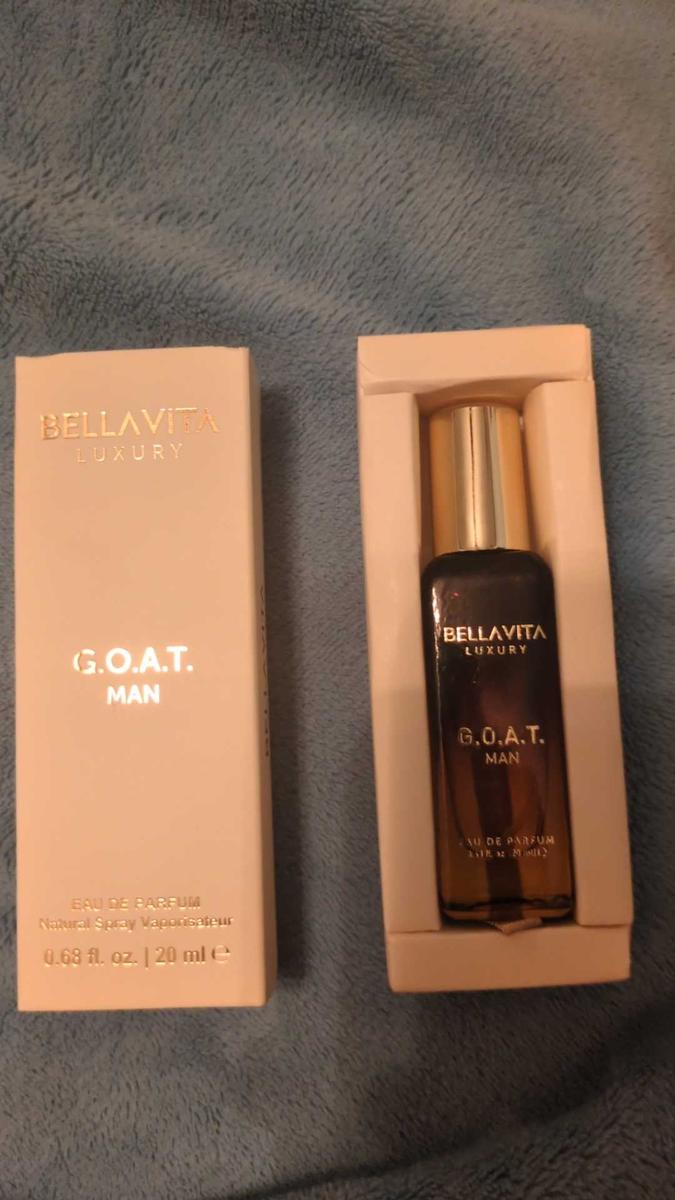 BELLAVITA
LUXURY
G.O.A.T.
MAN
EAU DE PARFUM
Natural Spray Vaporisateur
0.68 fl. oz. | 20 ml ℮
BELLAVITA
BELLAVITA
LUXURY
G.O.A.T.
MAN
EAU DE PARFUM